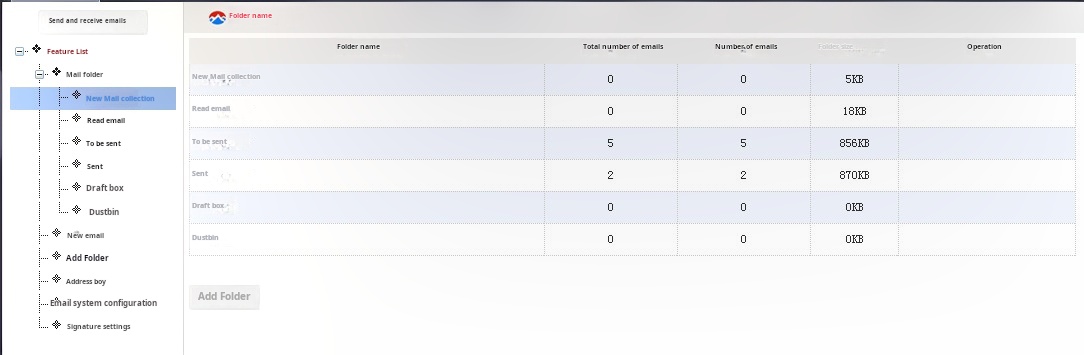 Send and receive emails
Folder name
Feature List
Mail folder
New Mail collection
Read email
To be sent
Sent
Draft box
Dustbin
New email
Add Folder
Address boy
Email system configuration
Signature settings
Folder name Total number of emails Number of emails Folder size Operation
New Mail collection 0 0 5KB
Read email 0 0 18KB
To be sent 5 5 856KB
Sent 2 2 870KB
Draft box 0 0 0KB
Dustbin 0 0 0KB
Add Folder